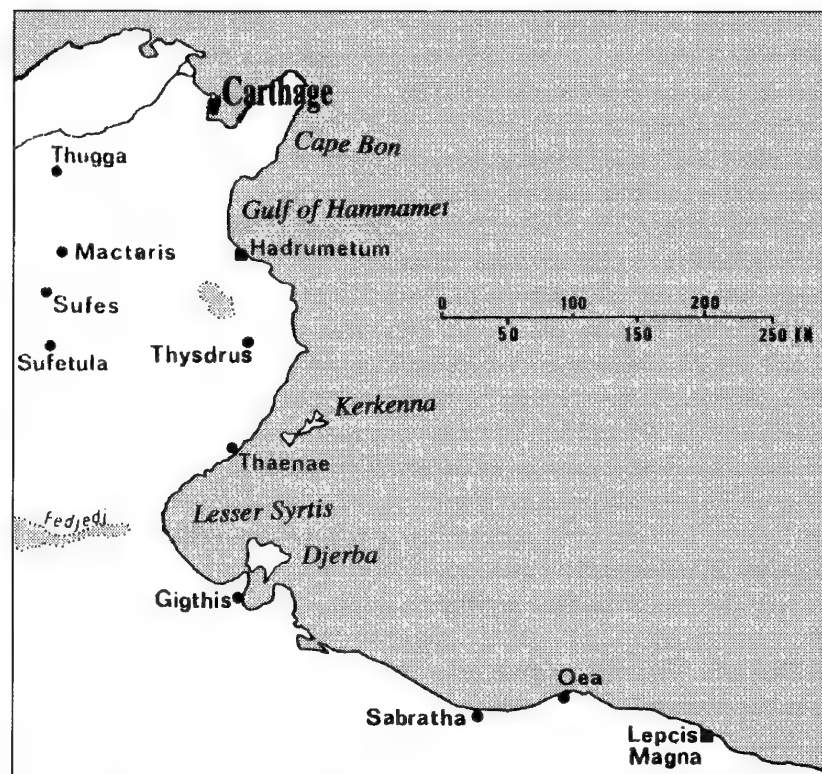 Carthage
Cape Bon
Thugga
Gulf of Hammamet
Mactaris
Hadrumetum
Sufes
0 100 200
50 150 250 KM
Sufetula
Thysdrus
Kerkenna
Thaenae
Fedjedj
Lesser Syrtis
Djerba
Gigthis
Oea
Sabratha
Lepcis
Magna